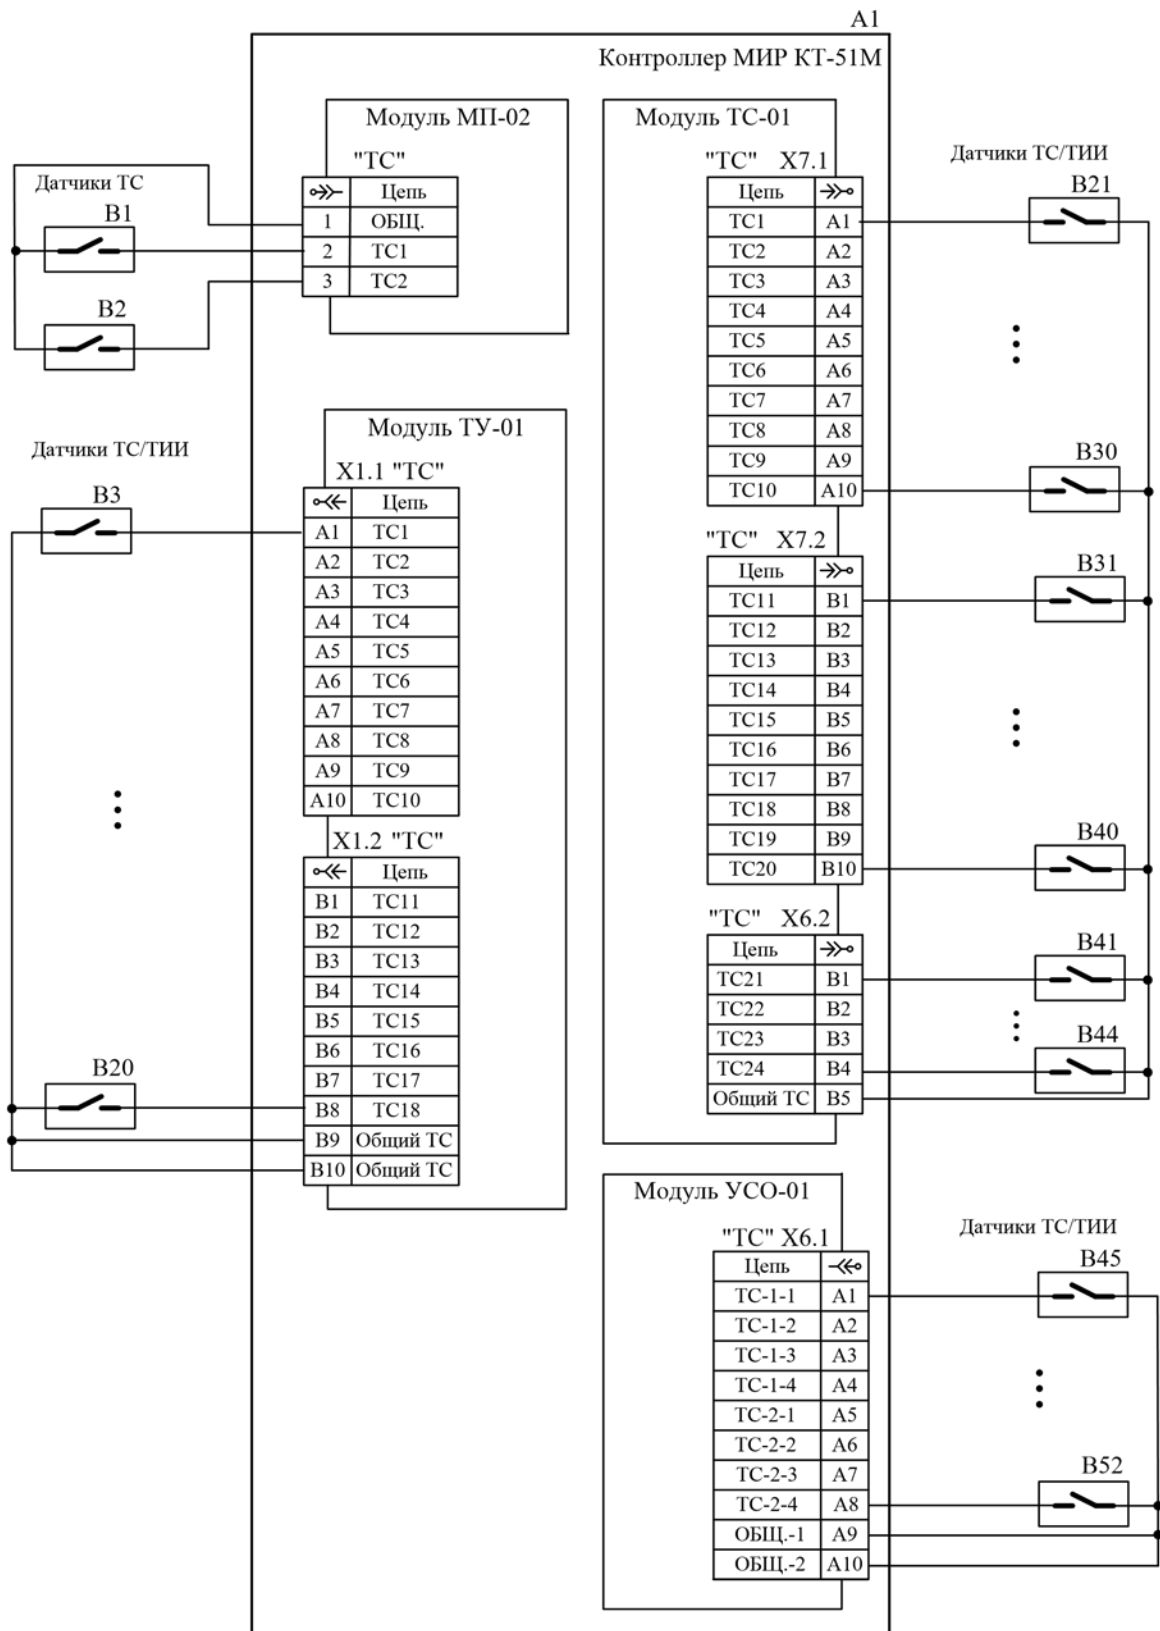 А1
Контроллер МИР КТ-51М
Модуль МП-02
"ТС"
Цепь
1 ОБЩ.
2 ТС1
3 ТС2
Датчики ТС
В1
В2
Модуль ТУ-01
Датчики ТС/ТИИ
Х1.1 "ТС"
Цепь
А1 ТС1
А2 ТС2
А3 ТС3
А4 ТС4
А5 ТС5
А6 ТС6
А7 ТС7
А8 ТС8
А9 ТС9
А10 ТС10
В3
Х1.2 "ТС"
Цепь
В1 ТС11
В2 ТС12
В3 ТС13
В4 ТС14
В5 ТС15
В6 ТС16
В7 ТС17
В8 ТС18
В9 Общий ТС
В10 Общий ТС
В20
Модуль ТС-01
Датчики ТС/ТИИ
"ТС" Х7.1
Цепь
ТС1 А1
ТС2 А2
ТС3 А3
ТС4 А4
ТС5 А5
ТС6 А6
ТС7 А7
ТС8 А8
ТС9 А9
ТС10 А10
В21
В30
"ТС" Х7.2
Цепь
ТС11 В1
ТС12 В2
ТС13 В3
ТС14 В4
ТС15 В5
ТС16 В6
ТС17 В7
ТС18 В8
ТС19 В9
ТС20 В10
В31
В40
"ТС" Х6.2
Цепь
ТС21 В1
ТС22 В2
ТС23 В3
ТС24 В4
Общий ТС В5
В41
В44
Модуль УСО-01
Датчики ТС/ТИИ
"ТС" Х6.1
Цепь
ТС-1-1 А1
ТС-1-2 А2
ТС-1-3 А3
ТС-1-4 А4
ТС-2-1 А5
ТС-2-2 А6
ТС-2-3 А7
ТС-2-4 А8
ОБЩ.-1 А9
ОБЩ.-2 А10
В45
В52